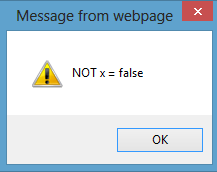 Message from webpage
NOT x = false
OK